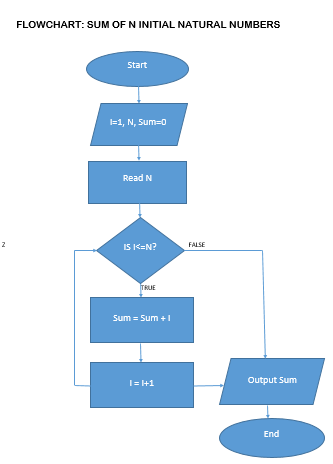 FLOWCHART: SUM OF N INITIAL NATURAL NUMBERS
Start
I=1, N, Sum=0
Read N
2
IS I<=N?
FALSE
TRUE
Sum = Sum + I
I = I+1
Output Sum
End